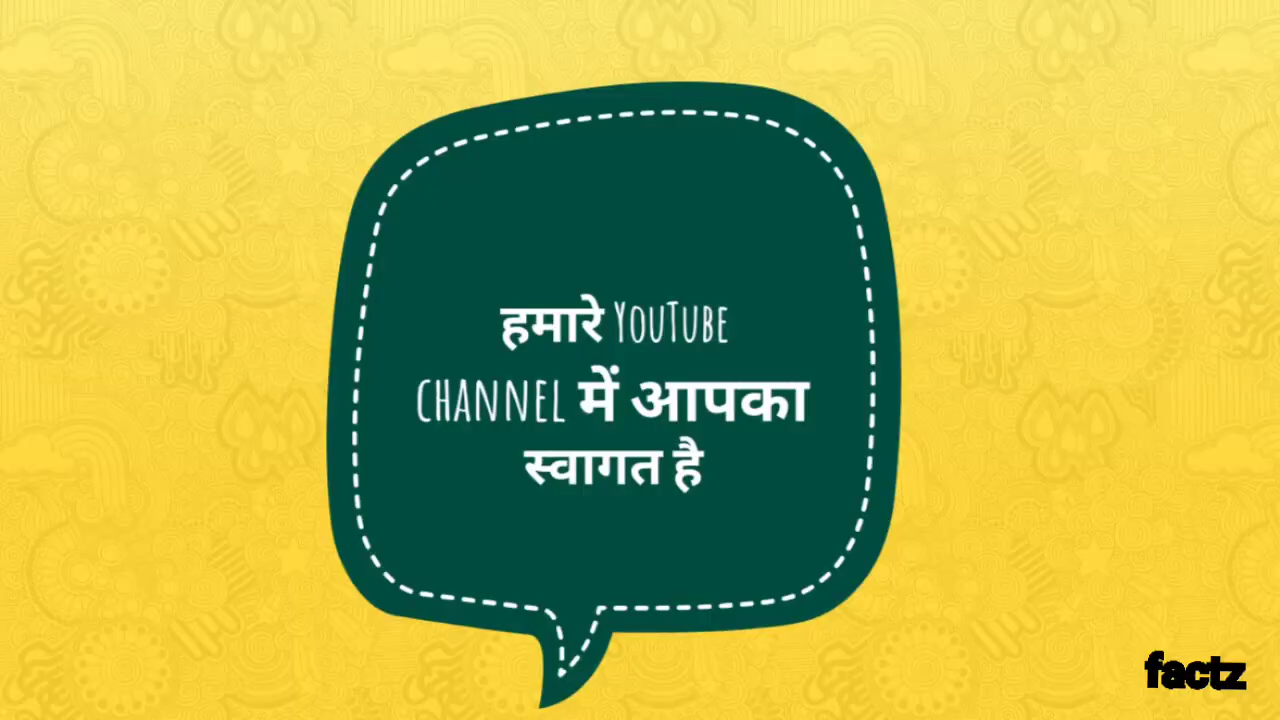 हमारे YouTube
channel में आपका
स्वागत है
factz